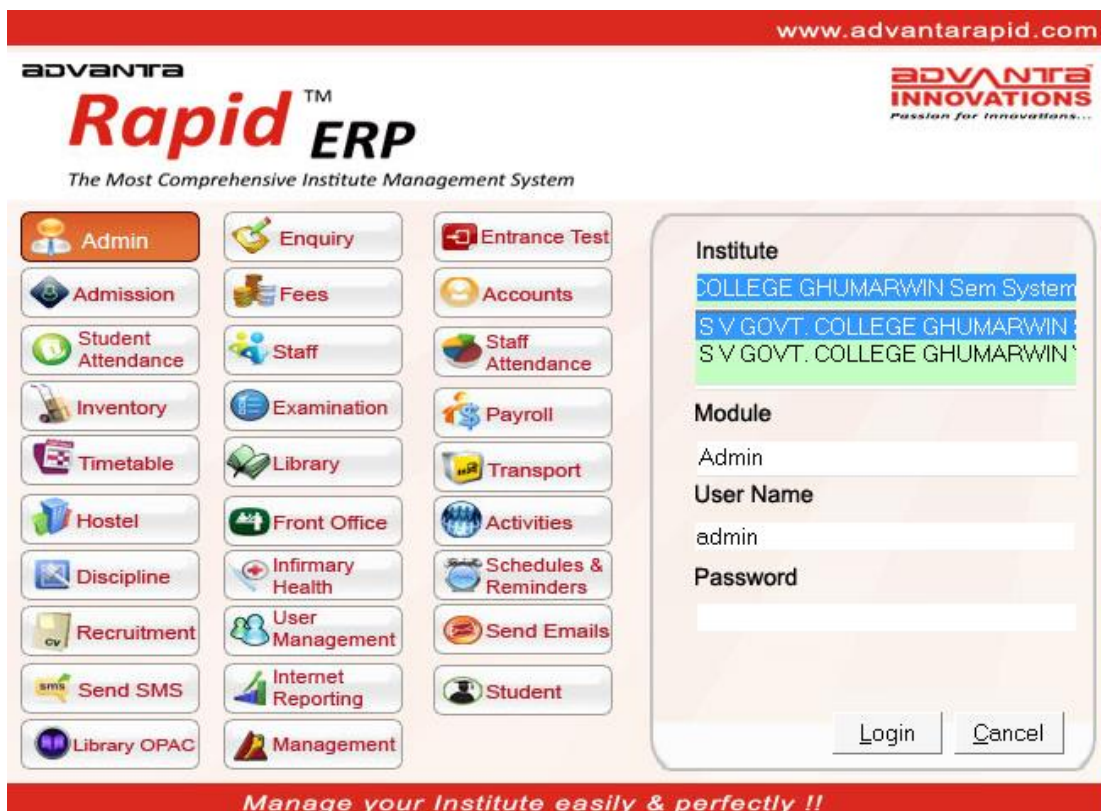 www.advantarapid.com
aDVaNTa
Rapid™ ERP
The Most Comprehensive Institute Management System
aDVANTa
INNOVATIONS
Passion for Innovations...
Admin
Enquiry
Entrance Test
Admission
Fees
Accounts
Student
Attendance
Staff
Staff
Attendance
Inventory
Examination
Payroll
Timetable
Library
Transport
Hostel
Front Office
Activities
Discipline
Infirmary
Health
Schedules &
Reminders
CV
Recruitment
User
Management
Send Emails
sms
Send SMS
Internet
Reporting
Student
Library OPAC
Management
Institute
COLLEGE GHUMARWIN Sem System
S V GOVT. COLLEGE GHUMARWIN
S V GOVT. COLLEGE GHUMARWIN
Module
Admin
User Name
admin
Password
Login
Cancel
Manage your Institute easily & perfectly !!